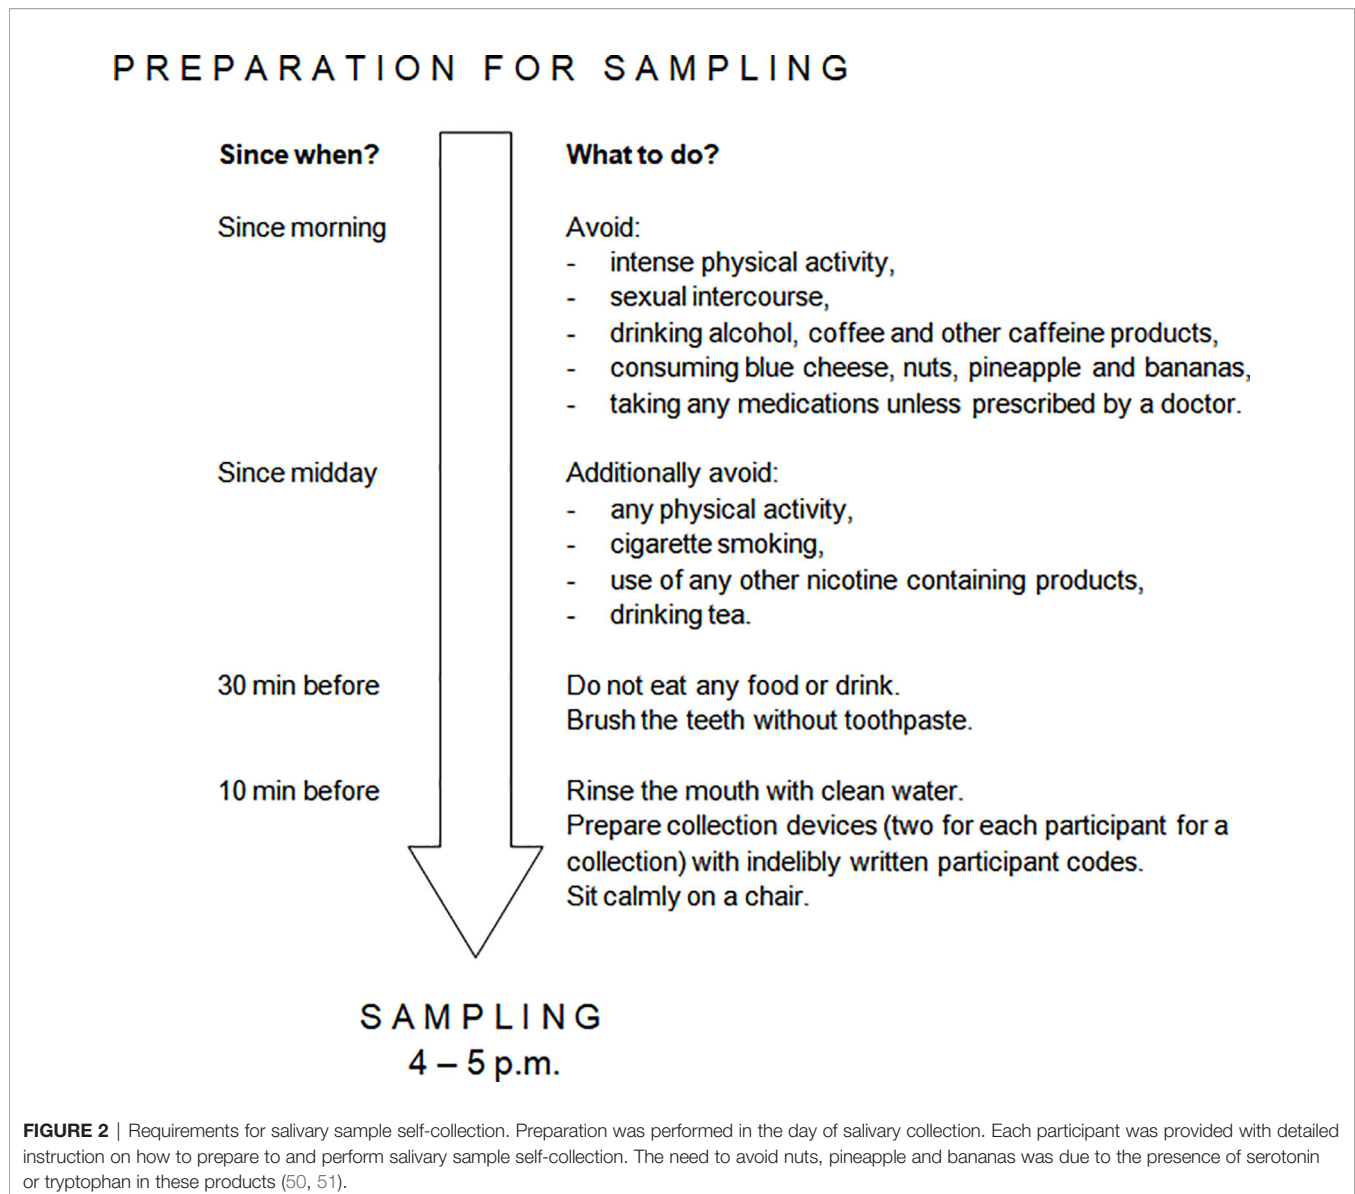 PREPARATION FOR SAMPLING
Since when?
What to do?
Since morning
Avoid:
- intense physical activity,
- sexual intercourse,
- drinking alcohol, coffee and other caffeine products,
- consuming blue cheese, nuts, pineapple and bananas,
- taking any medications unless prescribed by a doctor.
Since midday
Additionally avoid:
- any physical activity,
- cigarette smoking,
- use of any other nicotine containing products,
- drinking tea.
30 min before
Do not eat any food or drink.
Brush the teeth without toothpaste.
10 min before
Rinse the mouth with clean water.
Prepare collection devices (two for each participant for a
collection) with indelibly written participant codes.
Sit calmly on a chair.
SAMPLING
4 – 5 p.m.
FIGURE 2 | Requirements for salivary sample self-collection. Preparation was performed in the day of salivary collection. Each participant was provided with detailed
instruction on how to prepare to and perform salivary sample self-collection. The need to avoid nuts, pineapple and bananas was due to the presence of serotonin
or tryptophan in these products (50, 51).